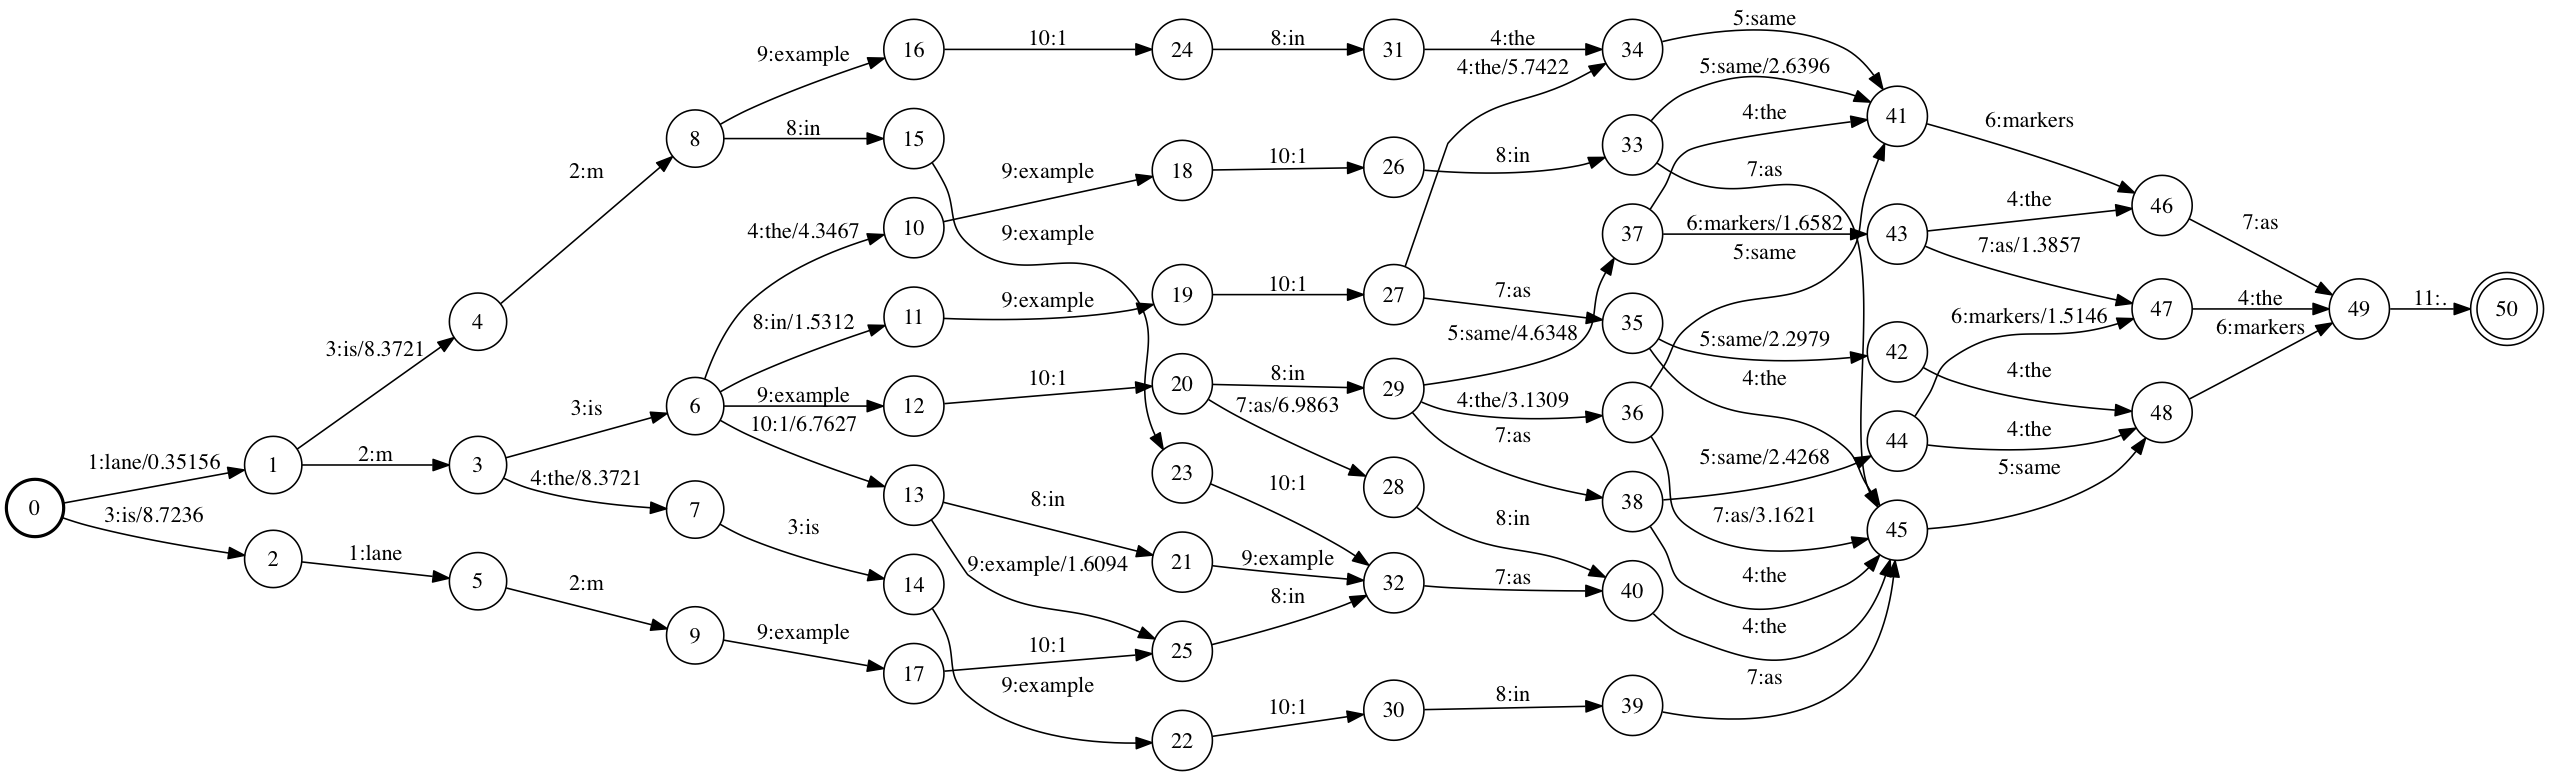 0
1:lane/0.35156
3:is/8.7236
1
2
3:is/8.3721
2:m
1:lane
4
3
5
2:m
3:is
4:the/8.3721
2:m
8
6
7
9
9:example
8:in
4:the/4.3467
8:in/1.5312
9:example
10:1/6.7627
3:is
9:example
16
15
10
11
12
13
14
17
10:1
9:example
9:example
9:example
10:1
8:in
9:example/1.6094
10:1
9:example
24
18
19
20
23
21
25
22
8:in
10:1
10:1
8:in
7:as/6.9863
10:1
9:example
8:in
10:1
31
26
27
29
28
32
30
4:the
4:the/5.7422
8:in
7:as
5:same/4.6348
4:the/3.1309
7:as
8:in
7:as
8:in
34
33
37
35
36
38
40
39
5:same
5:same/2.6396
4:the
7:as
6:markers/1.6582
5:same
5:same/2.2979
4:the
5:same/2.4268
7:as/3.1621
4:the
4:the
7:as
41
43
42
44
45
6:markers
4:the
7:as/1.3857
6:markers/1.5146
4:the
4:the
5:same
46
47
48
7:as
4:the
6:markers
49
11:.
50